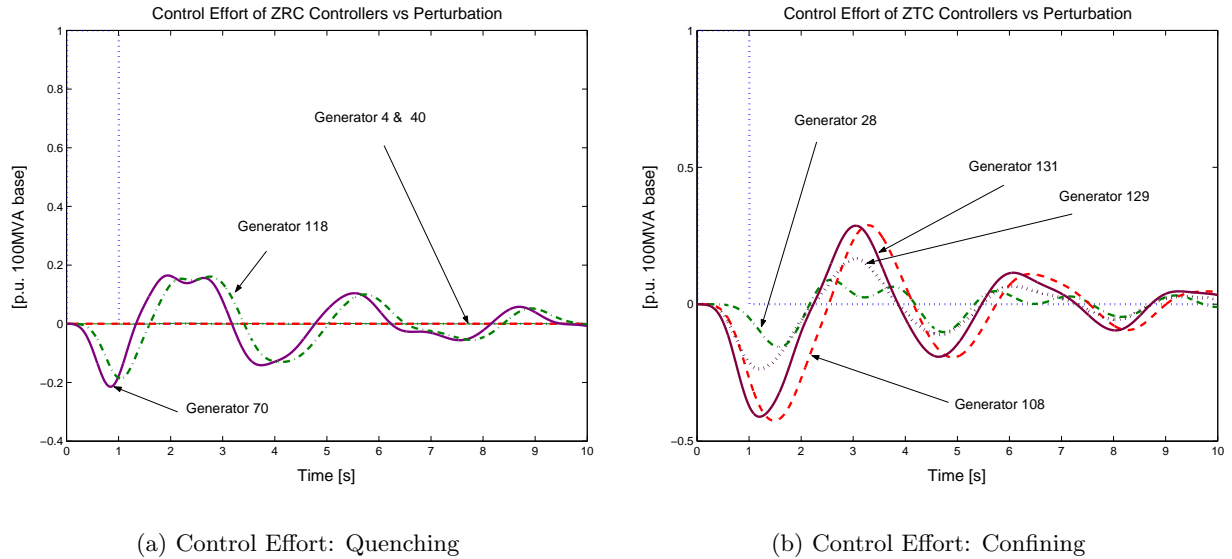 Control Effort of ZRC Controllers vs Perturbation
1
0.8
0.6
0.4
0.2
0
−0.2
−0.4
[p.u. 100MVA base]
Generator 4 & 40
Generator 118
Generator 70
0 1 2 3 4 5 6 7 8 9 10
Time [s]
(a) Control Effort: Quenching
Control Effort of ZTC Controllers vs Perturbation
1
0.5
0
−0.5
[p.u. 100MVA base]
Generator 28
Generator 131
Generator 129
Generator 108
0 1 2 3 4 5 6 7 8 9 10
Time [s]
(b) Control Effort: Confining